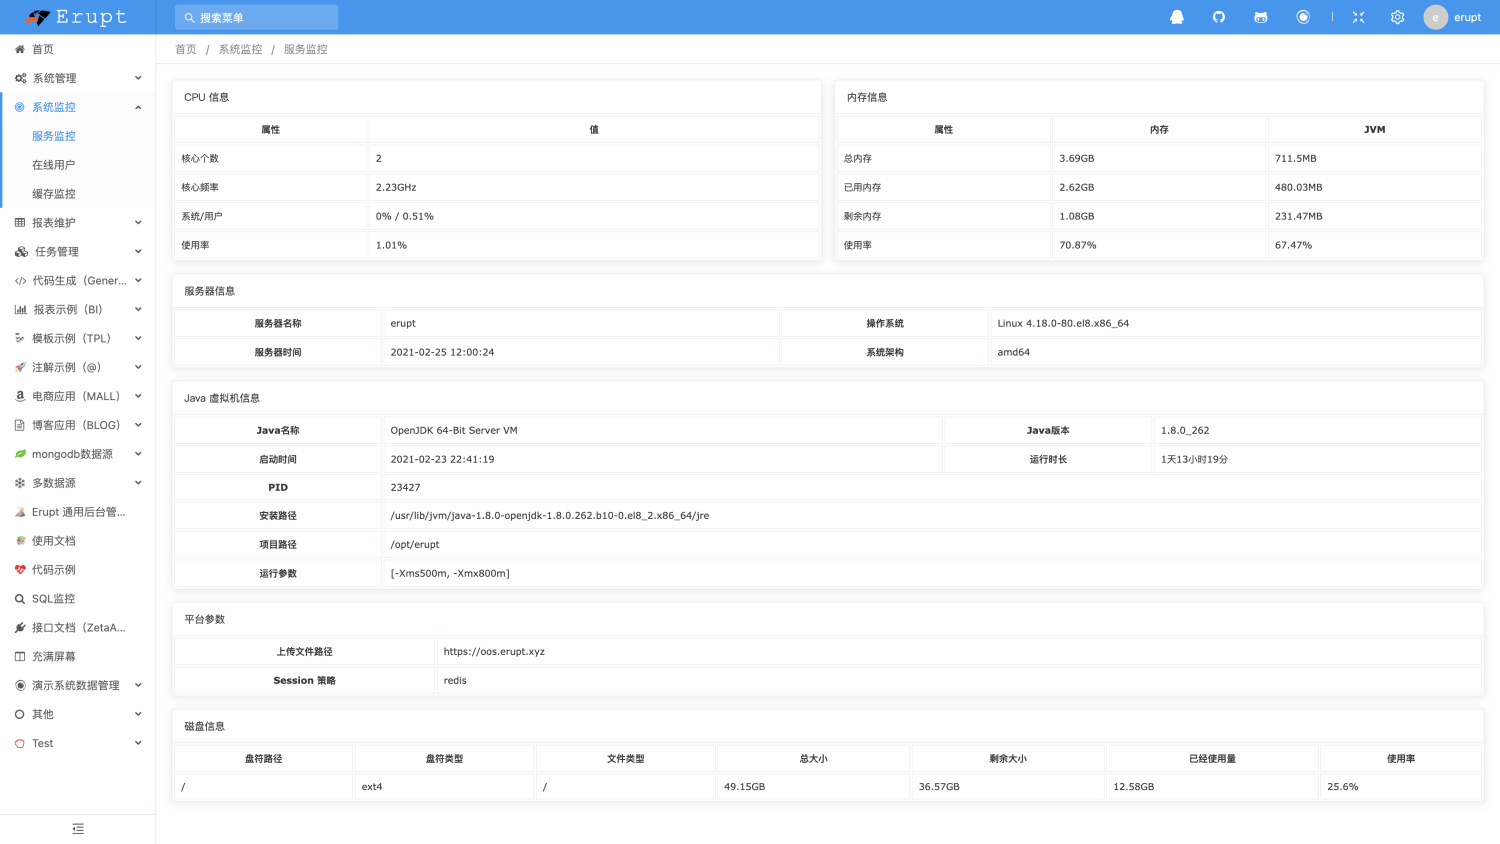 Erupt
搜索菜单
e
erupt
首页
系统管理
系统监控
服务监控
在线用户
缓存监控
报表维护
任务管理
代码生成（Gener...
报表示例（BI）
模板示例（TPL）
注解示例（@）
电商应用（MALL）
博客应用（BLOG）
mongodb数据源
多数据源
Erupt 通用后台管...
使用文档
代码示例
SQL监控
接口文档（ZetaA...
充满屏幕
演示系统数据管理
其他
Test
首页 / 系统监控 / 服务监控
CPU 信息
属性 值
核心个数 2
核心频率 2.23GHz
系统/用户 0% / 0.51%
使用率 1.01%
内存信息
属性 内存 JVM
总内存 3.69GB 711.5MB
已用内存 2.62GB 480.03MB
剩余内存 1.08GB 231.47MB
使用率 70.87% 67.47%
服务器信息
服务器名称 erupt 操作系统 Linux 4.18.0-80.el8.x86_64
服务器时间 2021-02-25 12:00:24 系统架构 amd64
Java 虚拟机信息
Java名称 OpenJDK 64-Bit Server VM Java版本 1.8.0_262
启动时间 2021-02-23 22:41:19 运行时长 1天13小时19分
PID 23427
安装路径 /usr/lib/jvm/java-1.8.0-openjdk-1.8.0.262.b10-0.el8_2.x86_64/jre
项目路径 /opt/erupt
运行参数 [-Xms500m, -Xmx800m]
平台参数
上传文件路径 https://oos.erupt.xyz
Session 策略 redis
磁盘信息
盘符路径 盘符类型 文件类型 总大小 剩余大小 已经使用量 使用率
/ ext4 / 49.15GB 36.57GB 12.58GB 25.6%